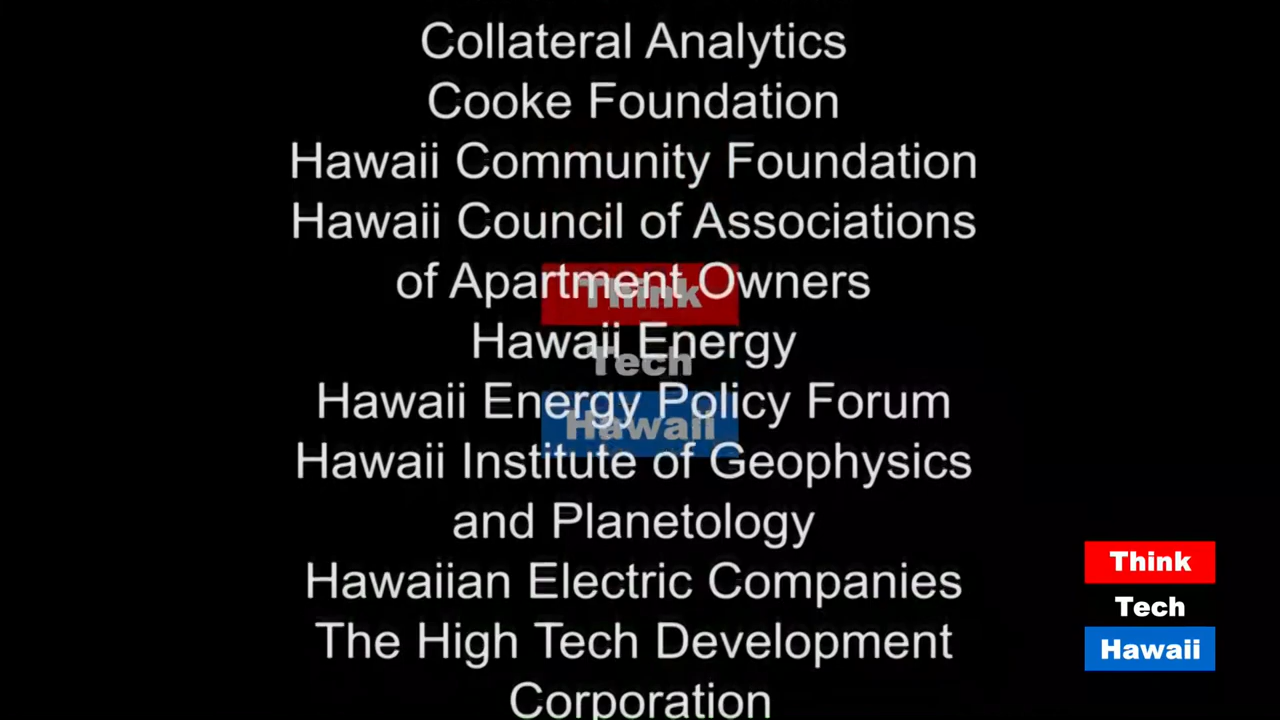 Collateral Analytics
Cooke Foundation
Hawaii Community Foundation
Hawaii Council of Associations
of Apartment Owners
Hawaii Energy
Hawaii Energy Policy Forum
Hawaii Institute of Geophysics
and Planetology
Hawaiian Electric Companies
The High Tech Development
Corporation
Think
Tech
Hawaii
Think
Tech
Hawaii